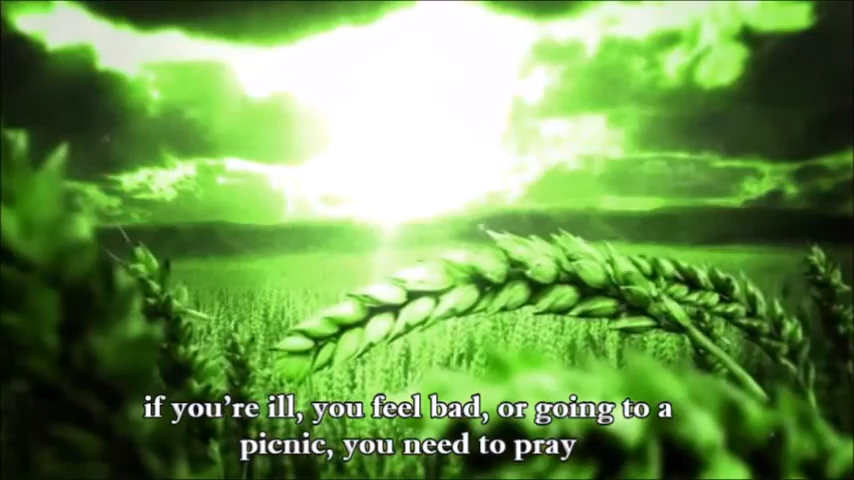 if you're ill, you feel bad, or going to a
picnic, you need to pray